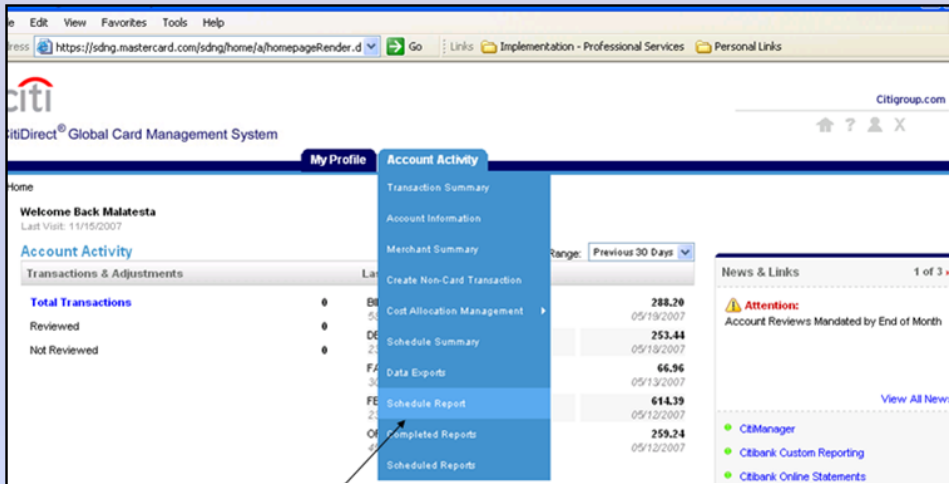 Edit View Favorites Tools Help
ress https://sdng.mastercard.com/sdng/home/a/homepageRender.d Go Links Implementation - Professional Services Personal Links
citi
Citigroup.com
itiDirect® Global Card Management System
My Profile Account Activity
Home
Welcome Back Malatesta
Last Visit: 11/15/2007
Account Activity
Transactions & Adjustments
Total Transactions 0
Reviewed 0
Not Reviewed 0
Transaction Summary
Account Information
Merchant Summary
Create Non-Card Transaction
Cost Allocation Management
Schedule Summary
Data Exports
Schedule Report
Completed Reports
Scheduled Reports
Range: Previous 30 Days
288.20
05/19/2007
253.44
05/18/2007
66.96
05/13/2007
614.39
05/12/2007
259.24
05/12/2007
News & Links 1 of 3
Attention:
Account Reviews Mandated by End of Month
View All News
CitiManager
Citibank Custom Reporting
Citibank Online Statements